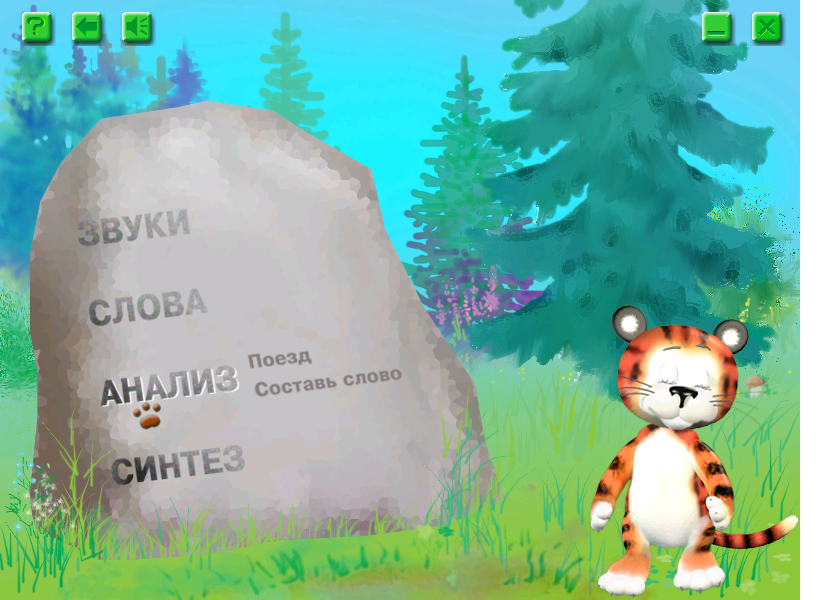 ?
ЗВУКИ
СЛОВА
АНАЛИЗ
Поезд
Составь слово
СИНТЕЗ